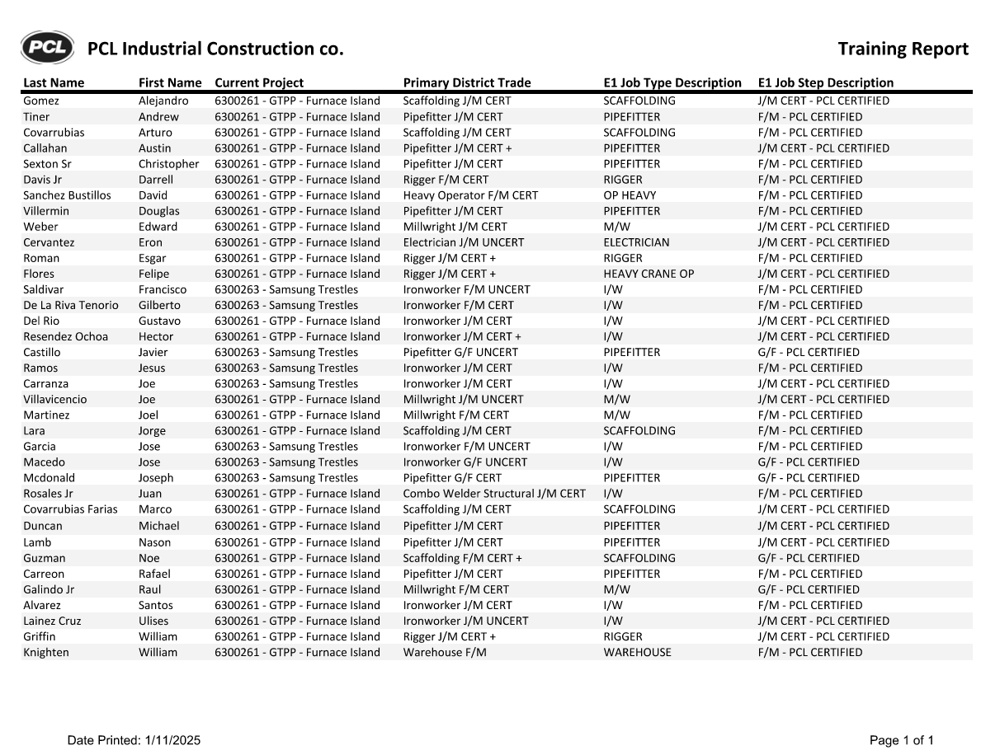 PCL PCL Industrial Construction co. Training Report
Last Name First Name Current Project Primary District Trade E1 Job Type Description E1 Job Step Description
Gomez Alejandro 6300261 - GTPP - Furnace Island Scaffolding J/M CERT SCAFFOLDING J/M CERT - PCL CERTIFIED
Tiner Andrew 6300261 - GTPP - Furnace Island Pipefitter J/M CERT PIPEFITTER F/M - PCL CERTIFIED
Covarrubias Arturo 6300261 - GTPP - Furnace Island Scaffolding J/M CERT SCAFFOLDING F/M - PCL CERTIFIED
Callahan Austin 6300261 - GTPP - Furnace Island Pipefitter J/M CERT + PIPEFITTER J/M CERT - PCL CERTIFIED
Sexton Sr Christopher 6300261 - GTPP - Furnace Island Pipefitter J/M CERT PIPEFITTER F/M - PCL CERTIFIED
Davis Jr Darrell 6300261 - GTPP - Furnace Island Rigger F/M CERT RIGGER F/M - PCL CERTIFIED
Sanchez Bustillos David 6300261 - GTPP - Furnace Island Heavy Operator F/M CERT OP HEAVY F/M - PCL CERTIFIED
Villermin Douglas 6300261 - GTPP - Furnace Island Pipefitter J/M CERT PIPEFITTER F/M - PCL CERTIFIED
Weber Edward 6300261 - GTPP - Furnace Island Millwright J/M CERT M/W J/M CERT - PCL CERTIFIED
Cervantez Eron 6300261 - GTPP - Furnace Island Electrician J/M UNCERT ELECTRICIAN J/M CERT - PCL CERTIFIED
Roman Esgar 6300261 - GTPP - Furnace Island Rigger J/M CERT + RIGGER F/M - PCL CERTIFIED
Flores Felipe 6300261 - GTPP - Furnace Island Rigger J/M CERT + HEAVY CRANE OP J/M CERT - PCL CERTIFIED
Saldivar Francisco 6300263 - Samsung Trestles Ironworker F/M UNCERT I/W F/M - PCL CERTIFIED
De La Riva Tenorio Gilberto 6300263 - Samsung Trestles Ironworker F/M CERT I/W F/M - PCL CERTIFIED
Del Rio Gustavo 6300261 - GTPP - Furnace Island Ironworker J/M CERT I/W J/M CERT - PCL CERTIFIED
Resendez Ochoa Hector 6300261 - GTPP - Furnace Island Ironworker J/M CERT + I/W J/M CERT - PCL CERTIFIED
Castillo Javier 6300263 - Samsung Trestles Pipefitter G/F UNCERT PIPEFITTER G/F - PCL CERTIFIED
Ramos Jesus 6300263 - Samsung Trestles Ironworker J/M CERT I/W F/M - PCL CERTIFIED
Carranza Joe 6300263 - Samsung Trestles Ironworker J/M CERT I/W J/M CERT - PCL CERTIFIED
Villavicencio Joe 6300261 - GTPP - Furnace Island Millwright J/M UNCERT M/W J/M CERT - PCL CERTIFIED
Martinez Joel 6300261 - GTPP - Furnace Island Millwright F/M CERT M/W F/M - PCL CERTIFIED
Lara Jorge 6300261 - GTPP - Furnace Island Scaffolding J/M CERT SCAFFOLDING F/M - PCL CERTIFIED
Garcia Jose 6300263 - Samsung Trestles Ironworker F/M UNCERT I/W F/M - PCL CERTIFIED
Macedo Jose 6300263 - Samsung Trestles Ironworker G/F UNCERT I/W G/F - PCL CERTIFIED
Mcdonald Joseph 6300263 - Samsung Trestles Pipefitter G/F CERT PIPEFITTER G/F - PCL CERTIFIED
Rosales Jr Juan 6300261 - GTPP - Furnace Island Combo Welder Structural J/M CERT I/W F/M - PCL CERTIFIED
Covarrubias Farias Marco 6300261 - GTPP - Furnace Island Scaffolding J/M CERT SCAFFOLDING J/M CERT - PCL CERTIFIED
Duncan Michael 6300261 - GTPP - Furnace Island Pipefitter J/M CERT PIPEFITTER J/M CERT - PCL CERTIFIED
Lamb Nason 6300261 - GTPP - Furnace Island Pipefitter J/M CERT PIPEFITTER J/M CERT - PCL CERTIFIED
Guzman Noe 6300261 - GTPP - Furnace Island Scaffolding F/M CERT + SCAFFOLDING G/F - PCL CERTIFIED
Carreon Rafael 6300261 - GTPP - Furnace Island Pipefitter J/M CERT PIPEFITTER F/M - PCL CERTIFIED
Galindo Jr Raul 6300261 - GTPP - Furnace Island Millwright F/M CERT M/W G/F - PCL CERTIFIED
Alvarez Santos 6300261 - GTPP - Furnace Island Ironworker J/M CERT I/W F/M - PCL CERTIFIED
Lainez Cruz Ulises 6300261 - GTPP - Furnace Island Ironworker J/M UNCERT I/W J/M CERT - PCL CERTIFIED
Griffin William 6300261 - GTPP - Furnace Island Rigger J/M CERT + RIGGER J/M CERT - PCL CERTIFIED
Knighten William 6300261 - GTPP - Furnace Island Warehouse F/M WAREHOUSE F/M - PCL CERTIFIED
Date Printed: 1/11/2025 Page 1 of 1